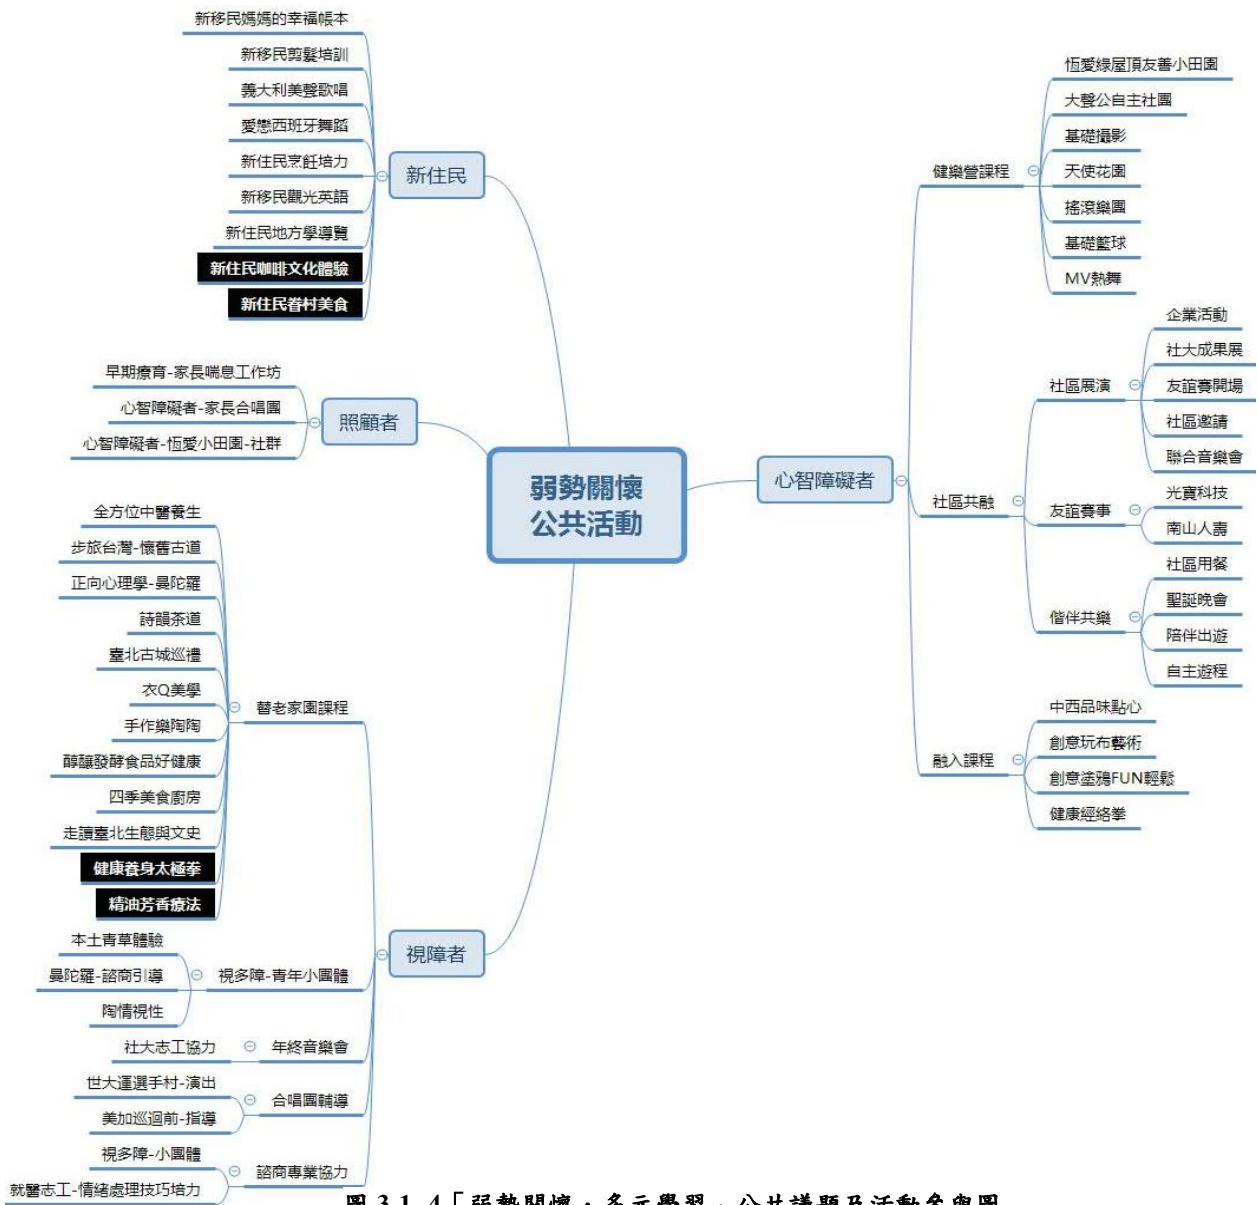 弱勢關懷
公共活動
新住民
新移民媽媽的幸福帳本
新移民剪髮培訓
義大利美聲歌唱
愛戀西班牙舞蹈
新住民烹飪培力
新移民觀光英語
新住民地方學導覽
新住民咖啡文化體驗
新住民眷村美食
照顧者
早期療育-家長喘息工作坊
心智障礙者-家長合唱團
心智障礙者-恆愛小田園-社群
視障者
替老家園課程
全方位中醫養生
步旅台灣-懷舊古道
正向心理學-曼陀羅
詩韻茶道
臺北古城巡禮
衣Q美學
手作樂陶陶
醇釀發酵食品好健康
四季美食廚房
走讀臺北生態與文史
健康養身太極拳
精油芳香療法
視多障-青年小團體
本土青草體驗
曼陀羅-諮商引導
陶情視性
年終音樂會
社大志工協力
合唱團輔導
世大運選手村-演出
美加巡迴前-指導
諮商專業協力
視多障-小團體
就醫志工-情緒處理技巧培力
心智障礙者
健樂營課程
恆愛綠屋頂友善小田園
大聲公自主社團
基礎攝影
天使花園
搖滾樂團
基礎籃球
MV熱舞
社區共融
社區展演
企業活動
社大成果展
友誼賽開場
社區邀請
聯合音樂會
友誼賽事
光寶科技
南山人壽
偕伴共樂
社區用餐
聖誕晚會
陪伴出遊
自主遊程
融入課程
中西品味點心
創意玩布藝術
創意塗鴉FUN輕鬆
健康經絡拳
圖 3-1- 4「弱勢關懷，多元學習」公共議題及活動參與圖